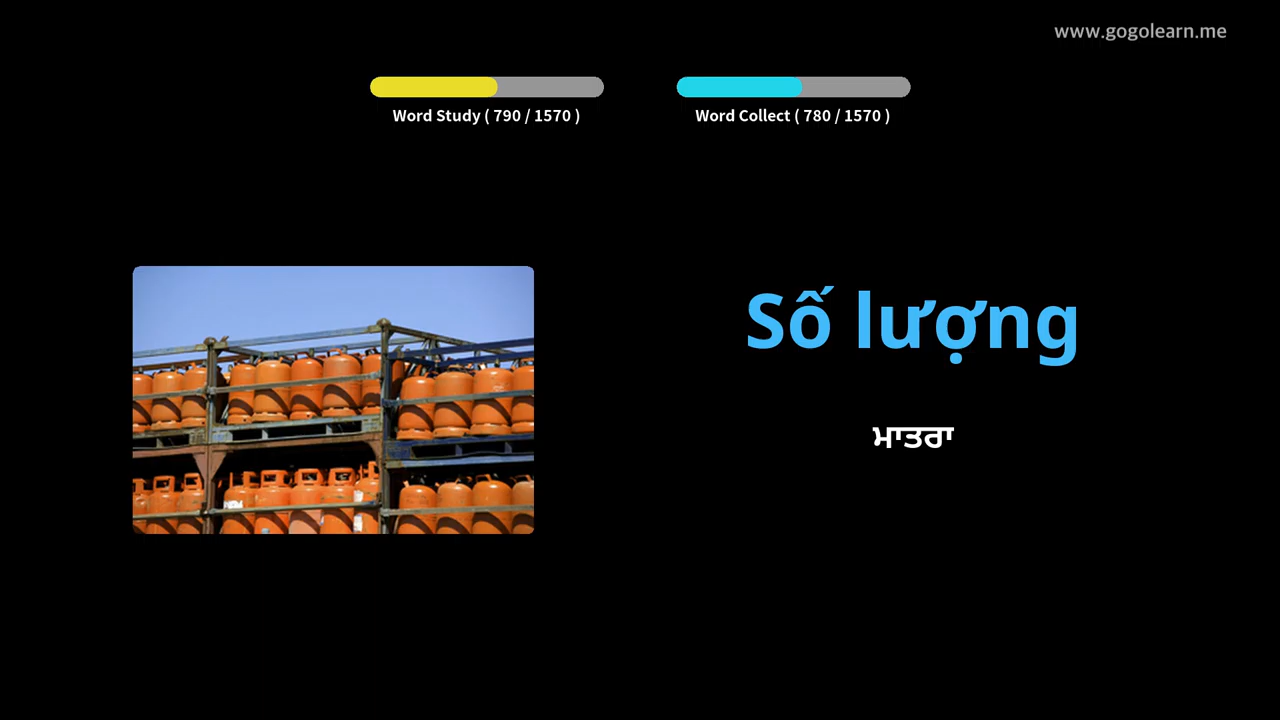 www.gogolearn.me
Word Study ( 790 / 1570 )
Word Collect ( 780 / 1570 )
Số lượng
ਮਾਤਰਾ